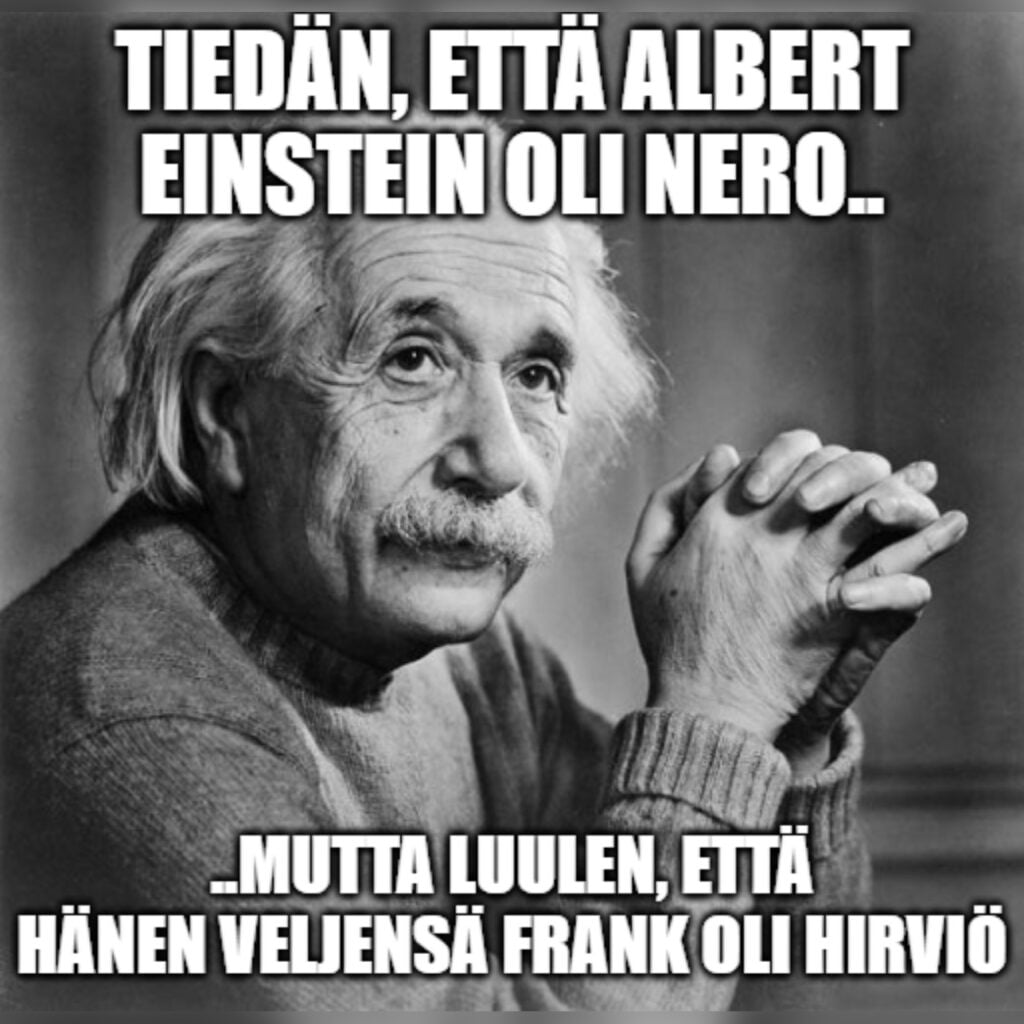 TIEDÄN, ETTÄ ALBERT
EINSTEIN OLI NERO..
..MUTTA LUULEN, ETTÄ
HÄNEN VELJENSÄ FRANK OLI HIRVIÖ